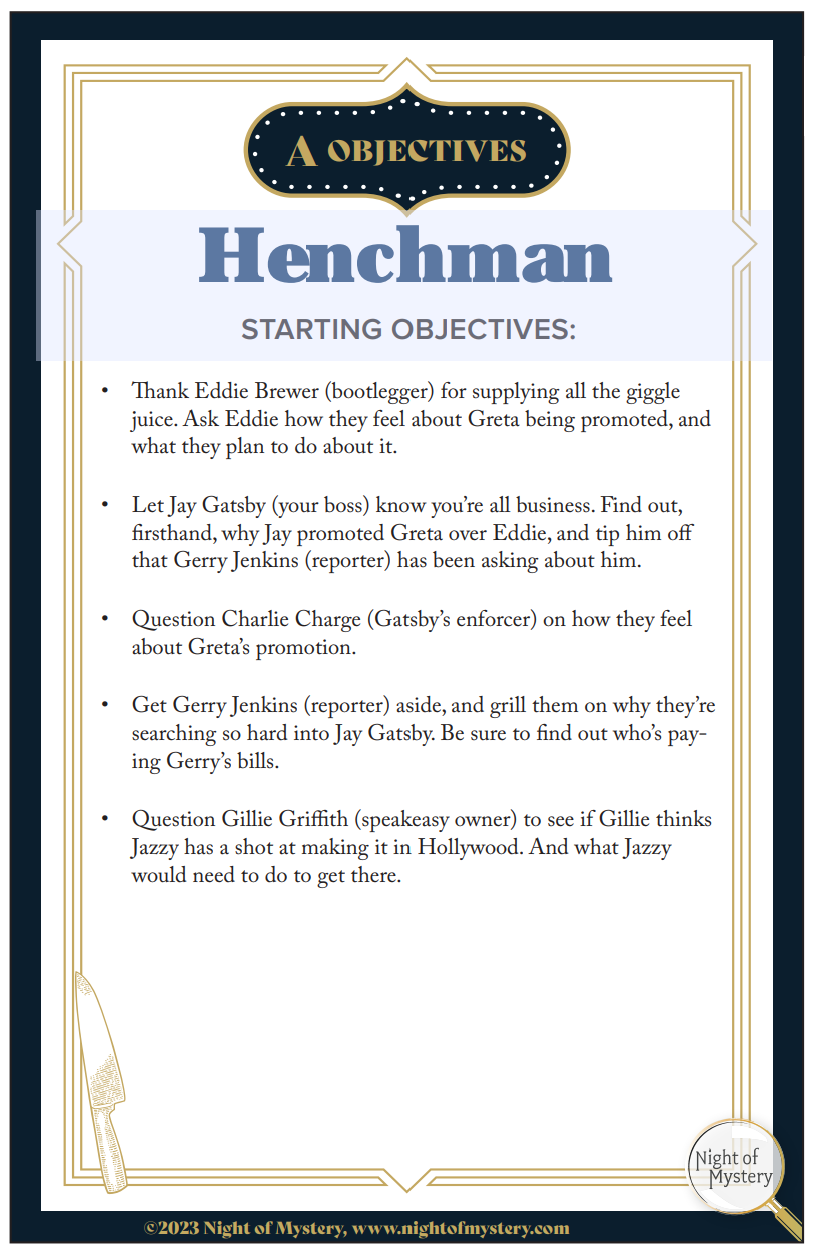 A OBJECTIVES
Henchman
STARTING OBJECTIVES:
• Thank Eddie Brewer (bootlegger) for supplying all the giggle
juice. Ask Eddie how they feel about Greta being promoted, and
what they plan to do about it.
• Let Jay Gatsby (your boss) know you’re all business. Find out,
firsthand, why Jay promoted Greta over Eddie, and tip him off
that Gerry Jenkins (reporter) has been asking about him.
• Question Charlie Charge (Gatsby’s enforcer) on how they feel
about Greta’s promotion.
• Get Gerry Jenkins (reporter) aside, and grill them on why they’re
searching so hard into Jay Gatsby. Be sure to find out who’s pay-
ing Gerry’s bills.
• Question Gillie Griffith (speakeasy owner) to see if Gillie thinks
Jazzy has a shot at making it in Hollywood. And what Jazzy
would need to do to get there.
Night of
Mystery
©2023 Night of Mystery, www.nightofmystery.com